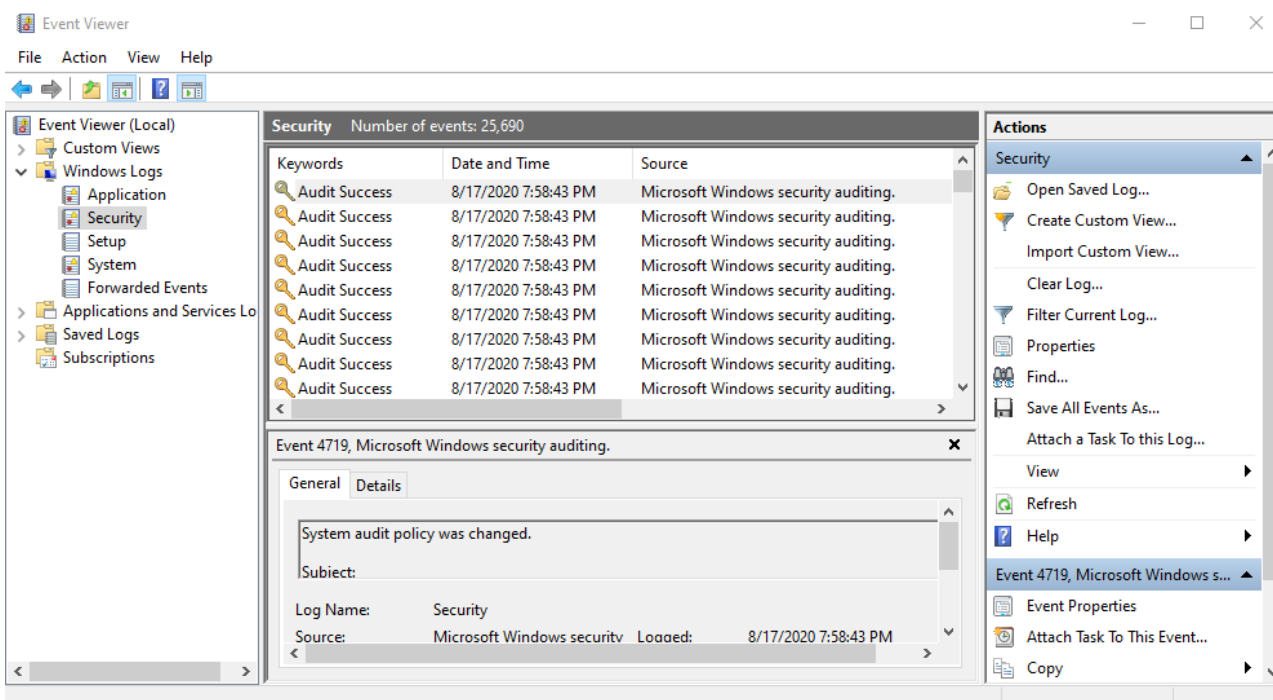 Event Viewer
File Action View Help
Event Viewer (Local)
Custom Views
Windows Logs
Application
Security
Setup
System
Forwarded Events
Applications and Services Lo
Saved Logs
Subscriptions
Security Number of events: 25,690
Keywords Date and Time Source
Audit Success 8/17/2020 7:58:43 PM Microsoft Windows security auditing.
Audit Success 8/17/2020 7:58:43 PM Microsoft Windows security auditing.
Audit Success 8/17/2020 7:58:43 PM Microsoft Windows security auditing.
Audit Success 8/17/2020 7:58:43 PM Microsoft Windows security auditing.
Audit Success 8/17/2020 7:58:43 PM Microsoft Windows security auditing.
Audit Success 8/17/2020 7:58:43 PM Microsoft Windows security auditing.
Audit Success 8/17/2020 7:58:43 PM Microsoft Windows security auditing.
Audit Success 8/17/2020 7:58:43 PM Microsoft Windows security auditing.
Audit Success 8/17/2020 7:58:43 PM Microsoft Windows security auditing.
Event 4719, Microsoft Windows security auditing.
General Details
System audit policy was changed.
Subject:
Log Name: Security
Source: Microsoft Windows security Logged: 8/17/2020 7:58:43 PM
Actions
Security
Open Saved Log...
Create Custom View...
Import Custom View...
Clear Log...
Filter Current Log...
Properties
Find...
Save All Events As...
Attach a Task To this Log...
View
Refresh
Help
Event 4719, Microsoft Windows s...
Event Properties
Attach Task To This Event...
Copy